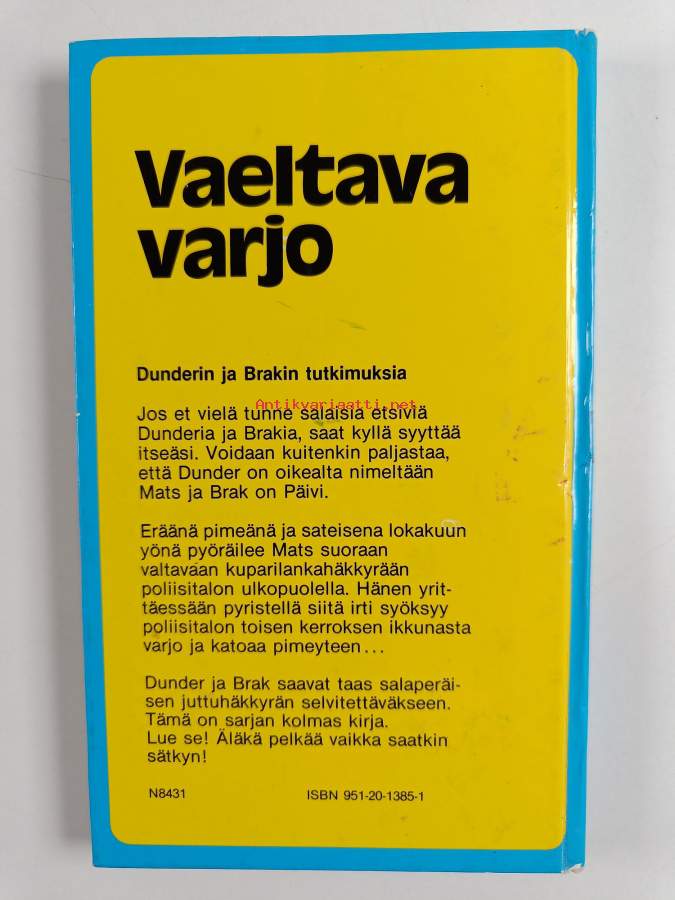 Vaeltava
varjo
Dunderin ja Brakin tutkimuksia
Antikvariaatti.net
Jos et vielä tunne salaisia etsiviä
Dunderia ja Brakia, saat kyllä syyttää
itseäsi. Voidaan kuitenkin paljastaa,
että Dunder on oikealta nimeltään
Mats ja Brak on Päivi.
Eräänä pimeänä ja sateisena lokakuun
yönä pyöräilee Mats suoraan
valtavaan kuparilankahäkkyrään
poliisitalon ulkopuolella. Hänen yrit-
täessään pyristellä siitä irti syöksyy
poliisitalon toisen kerroksen ikkunasta
varjo ja katoaa pimeyteen...
Dunder ja Brak saavat taas salaperäi-
sen juttuhäkkyrän selvitettäväkseen.
Tämä on sarjan kolmas kirja.
Lue se! Äläkä pelkää vaikka saatkin
sätkyn!
N8431 ISBN 951-20-1385-1